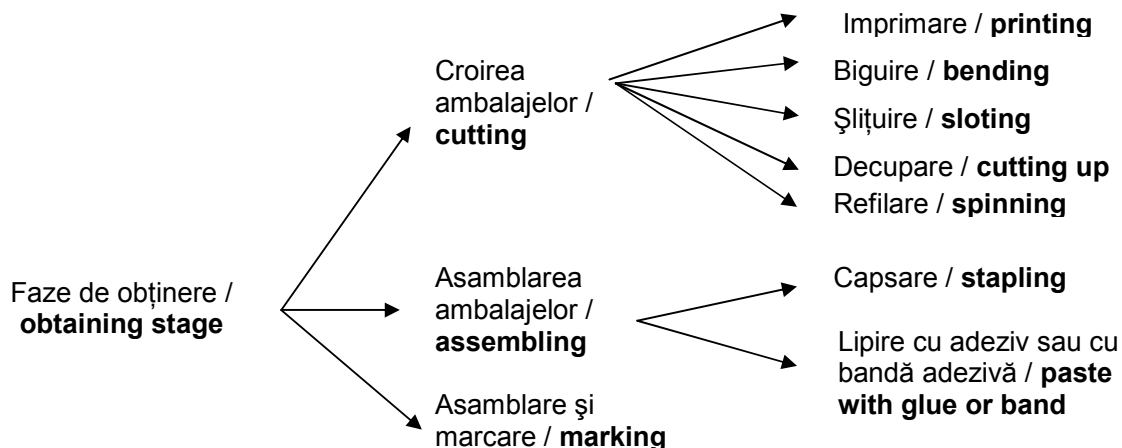 Faze de obținere /
obtaining stage
Croirea
ambalajelor /
cutting
Imprimare / printing
Biguire / bending
Şlițuire / sloting
Decupare / cutting up
Refilare / spinning
Asamblarea
ambalajelor /
assembling
Capsare / stapling
Lipire cu adeziv sau cu
bandă adezivă / paste
with glue or band
Asamblare şi
marcare / marking